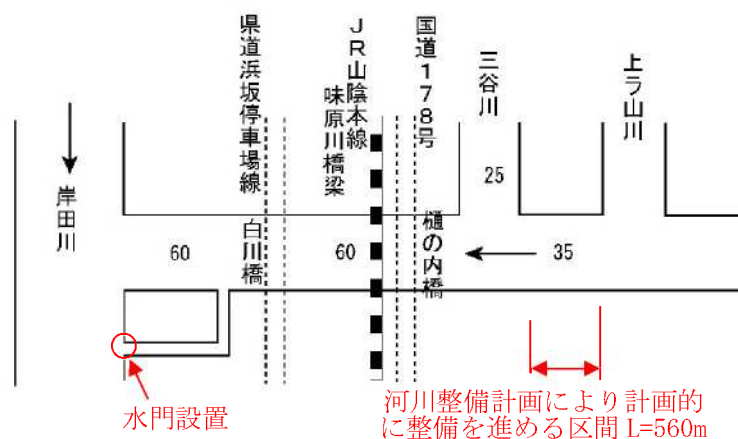 県道浜坂停車場線
JR山陰本線
味原川橋梁
国道178号
三谷川
上ラ山川
岸田川
25
60
白川橋
60
樋の内橋
35
水門設置
河川整備計画により計画的
に整備を進める区間 L=560m